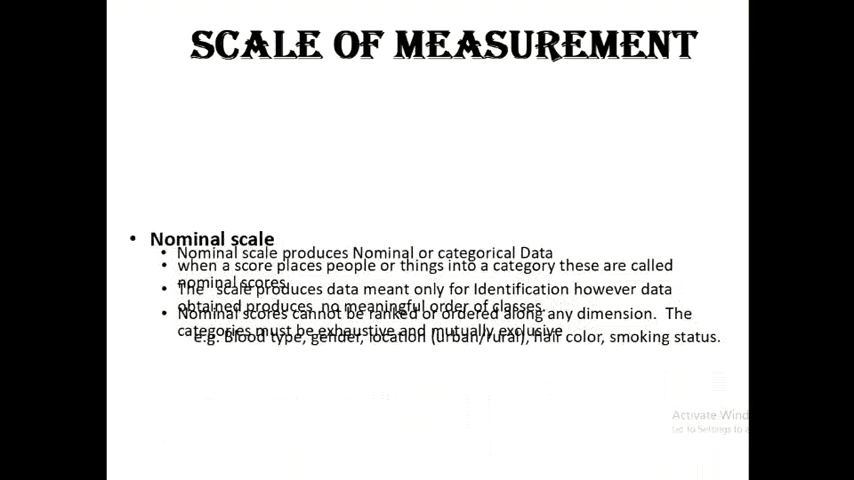 SCALE OF MEASUREMENT
• Nominal scale
• Nominal scale produces Nominal or categorical Data
• when a score places people or things into a category these are called
nominal scores.
• The scale produces data meant only for Identification however data
obtained produces no meaningful order of classes.
• Nominal scores cannot be ranked or ordered along any dimension. The
categories must be exhaustive and mutually exclusive
e.g. Blood type, gender, location (urban/rural), hair color, smoking status.
Activate Wind
to Settings to